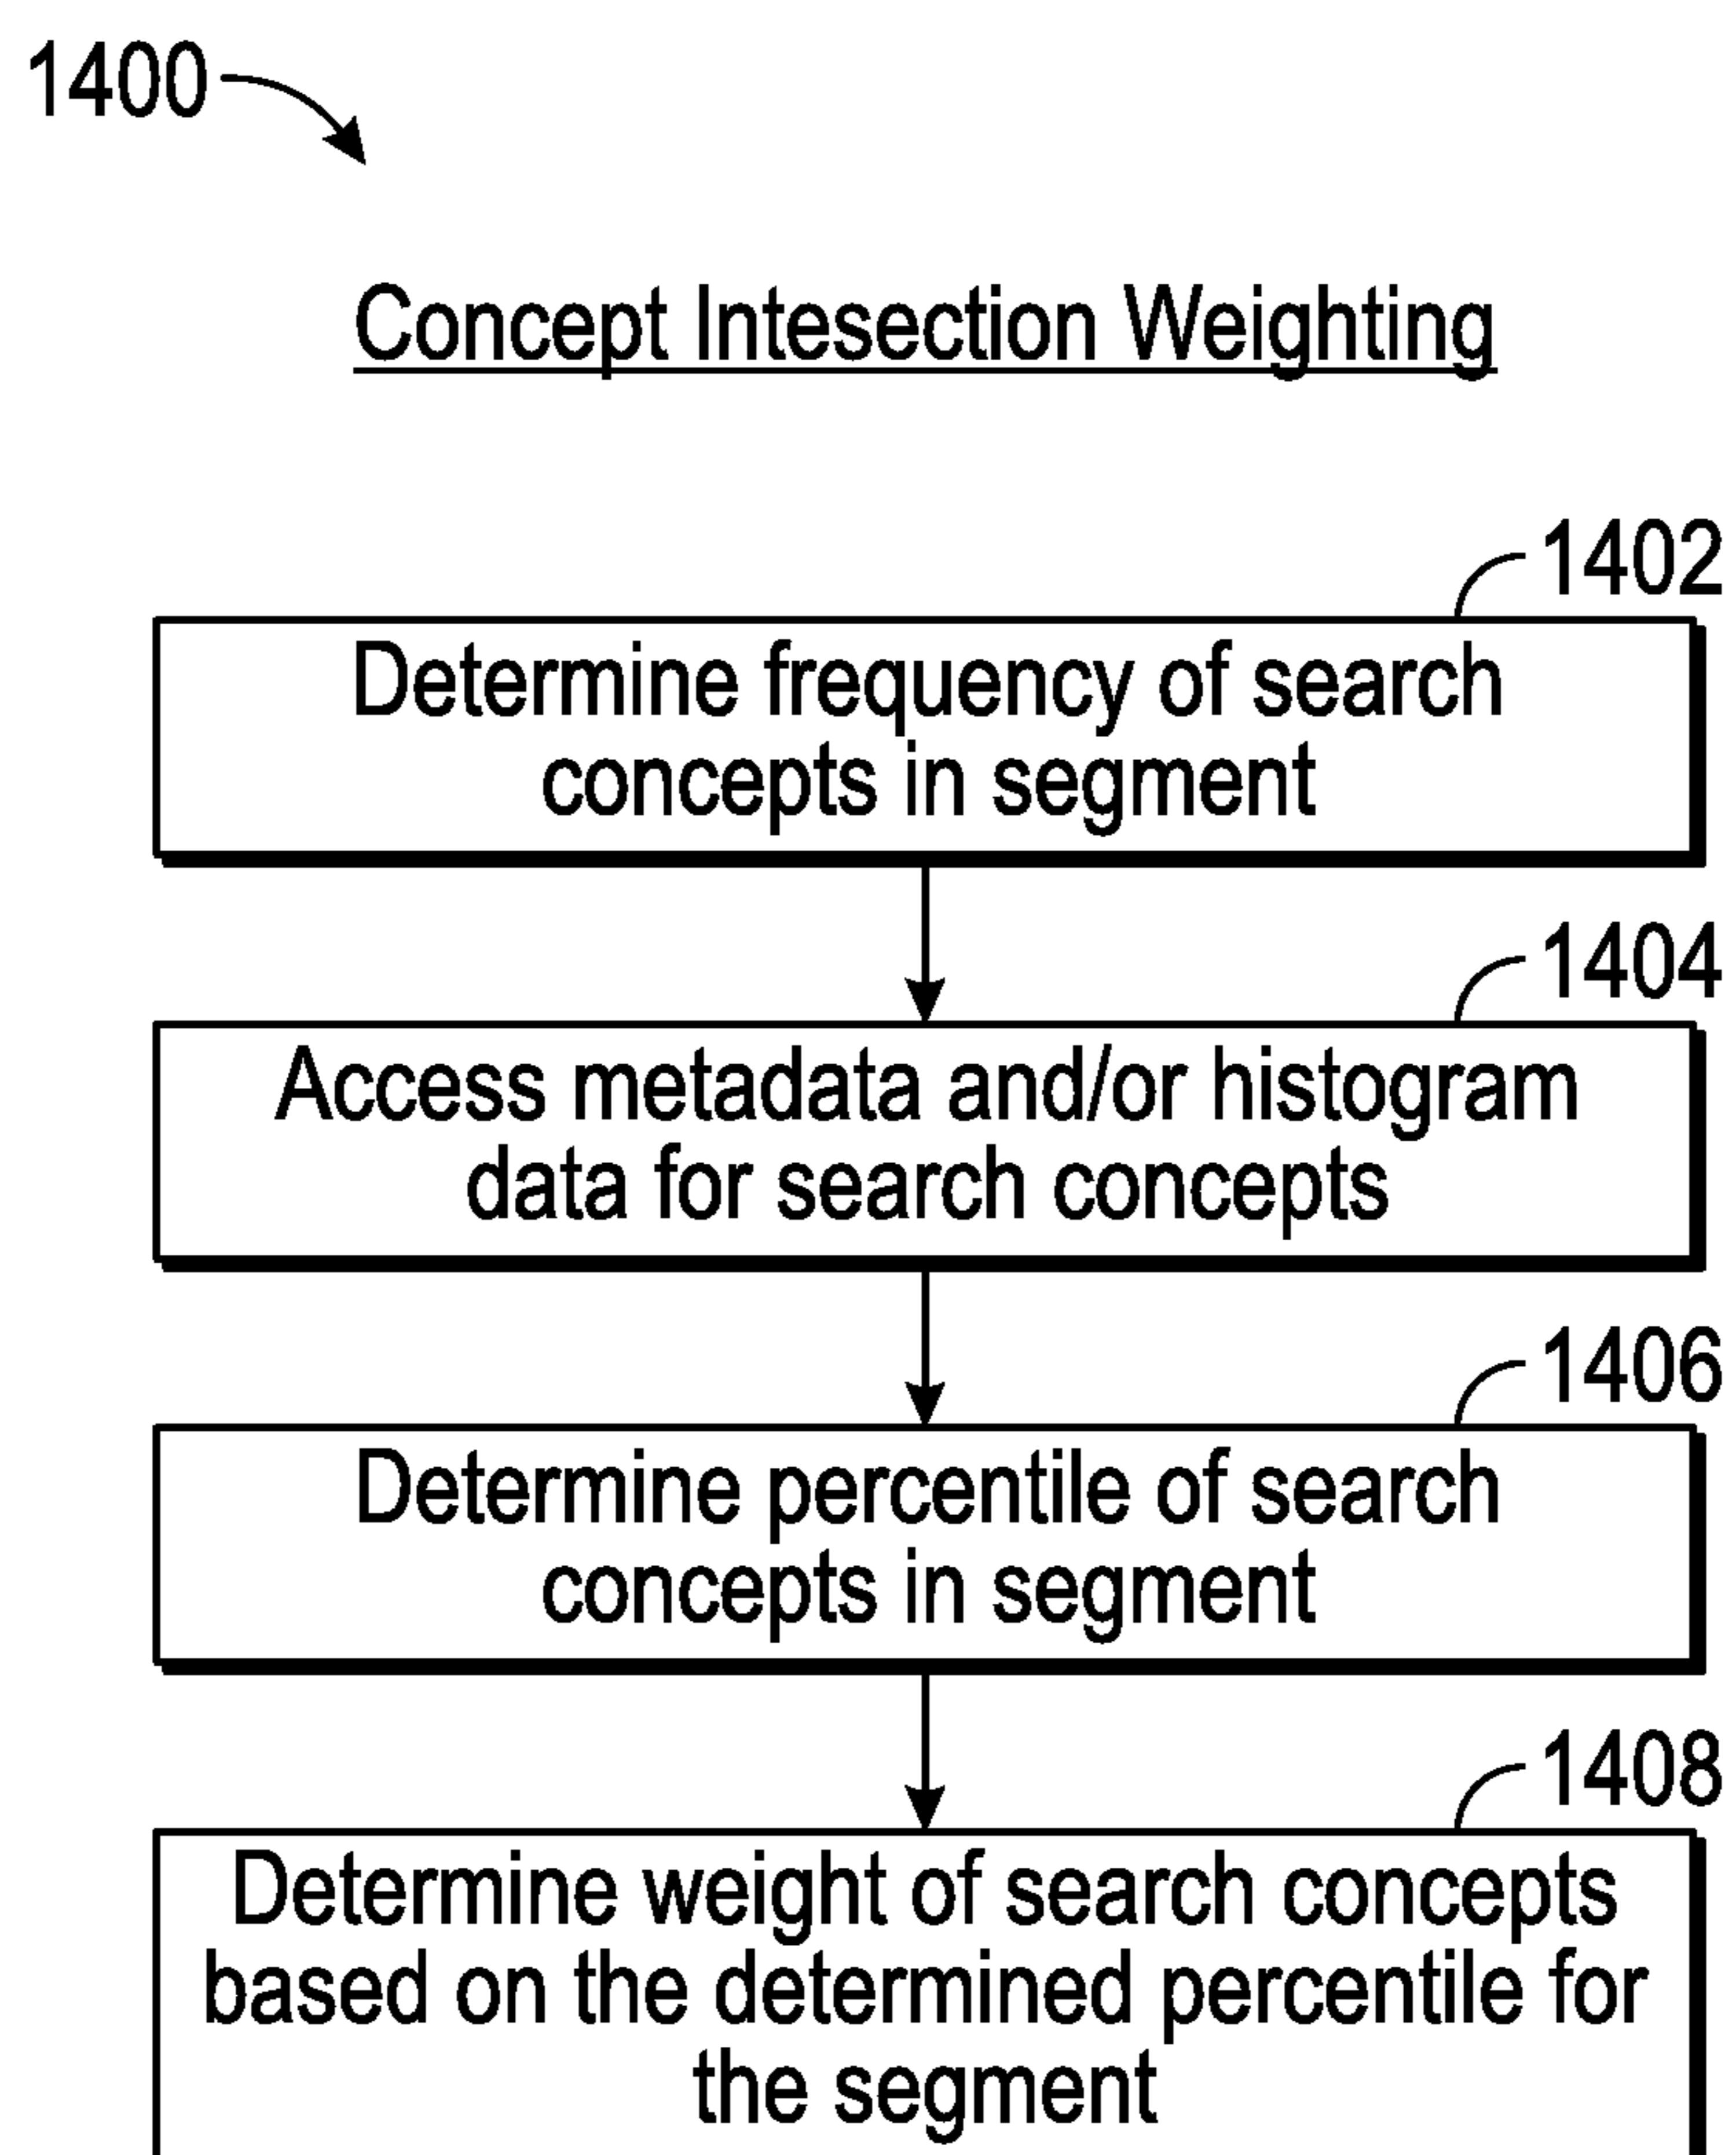 1400
Concept Intesection Weighting
1402
Determine frequency of search
concepts in segment
1404
Access metadata and/or histogram
data for search concepts
1406
Determine percentile of search
concepts in segment
1408
Determine weight of search concepts
based on the determined percentile for
the segment